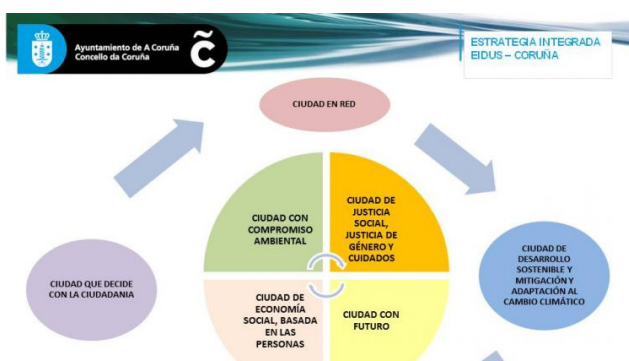 Ayuntamiento de A Coruña
Concello da Coruña
ESTRATEGIA INTEGRADA
EIDUS – CORUÑA
CIUDAD EN RED
CIUDAD CON
COMPROMISO
AMBIENTAL
CIUDAD DE
JUSTICIA
SOCIAL,
JUSTICIA DE
GÉNERO Y
CUIDADOS
CIUDAD QUE DECIDE
CON LA CIUDADANIA
CIUDAD DE
DESARROLLO
SOSTENIBLE Y
MITIGACIÓN Y
ADAPTACIÓN AL
CAMBIO CLIMÁTICO
CIUDAD DE
ECONOMÍA
SOCIAL, BASADA
EN LAS
PERSONAS
CIUDAD CON
FUTURO